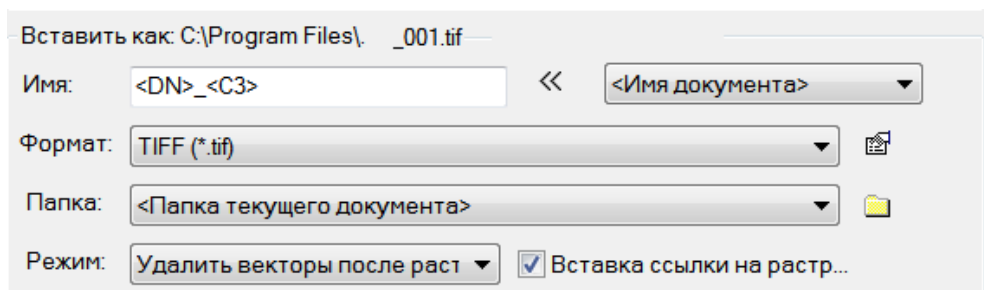 Вставить как: C:\Program Files\. _001.tif
Имя: <DN>_<C3> << <Имя документа>
Формат: TIFF (*.tif)
Папка: <Папка текущего документа>
Режим: Удалить векторы после раст Вставка ссылки на растр...